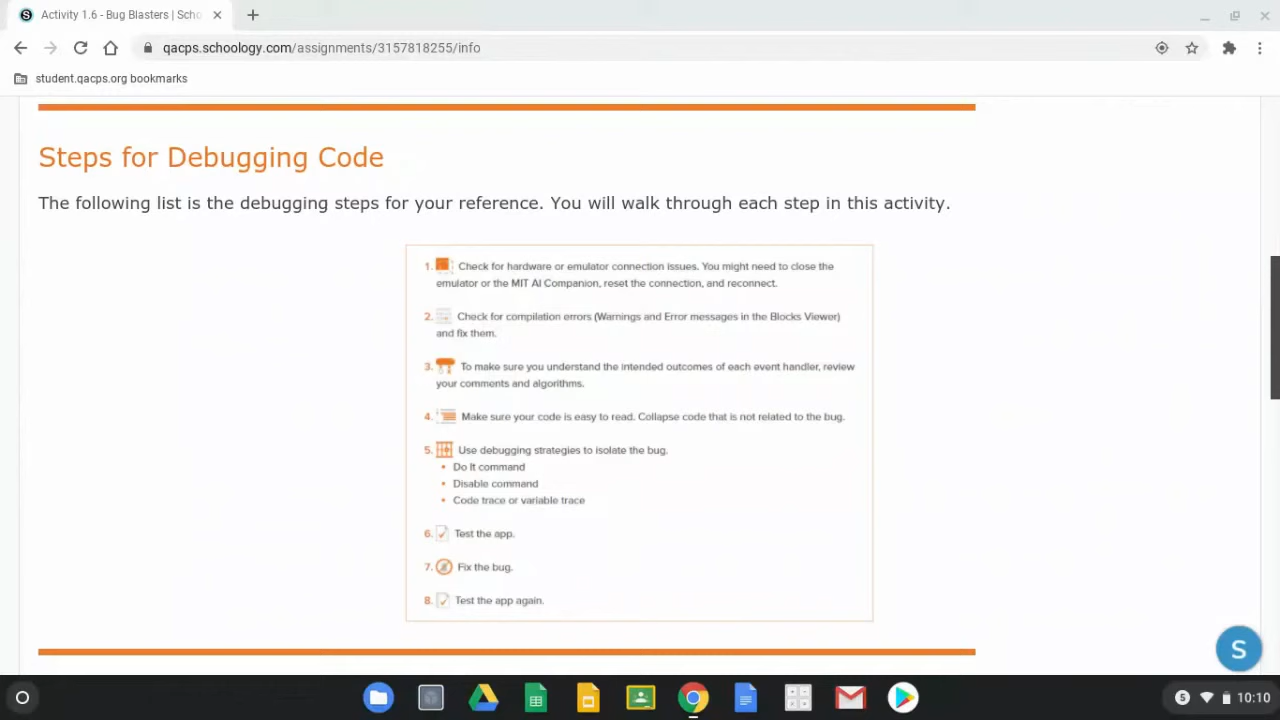 Activity 1.6 - Bug Blasters | Scho
qacps.schoology.com/assignments/3157818255/info
student.qacps.org bookmarks
Steps for Debugging Code
The following list is the debugging steps for your reference. You will walk through each step in this activity.
1. Check for hardware or emulator connection issues. You might need to close the
emulator or the MIT AI Companion, reset the connection, and reconnect.
2. Check for compilation errors (Warnings and Error messages in the Blocks Viewer)
and fix them.
3. To make sure you understand the intended outcomes of each event handler, review
your comments and algorithms.
4. Make sure your code is easy to read. Collapse code that is not related to the bug.
5. Use debugging strategies to isolate the bug.
• Do It command
• Disable command
• Code trace or variable trace
6. Test the app.
7. Fix the bug.
8. Test the app again.
S
5
10:10